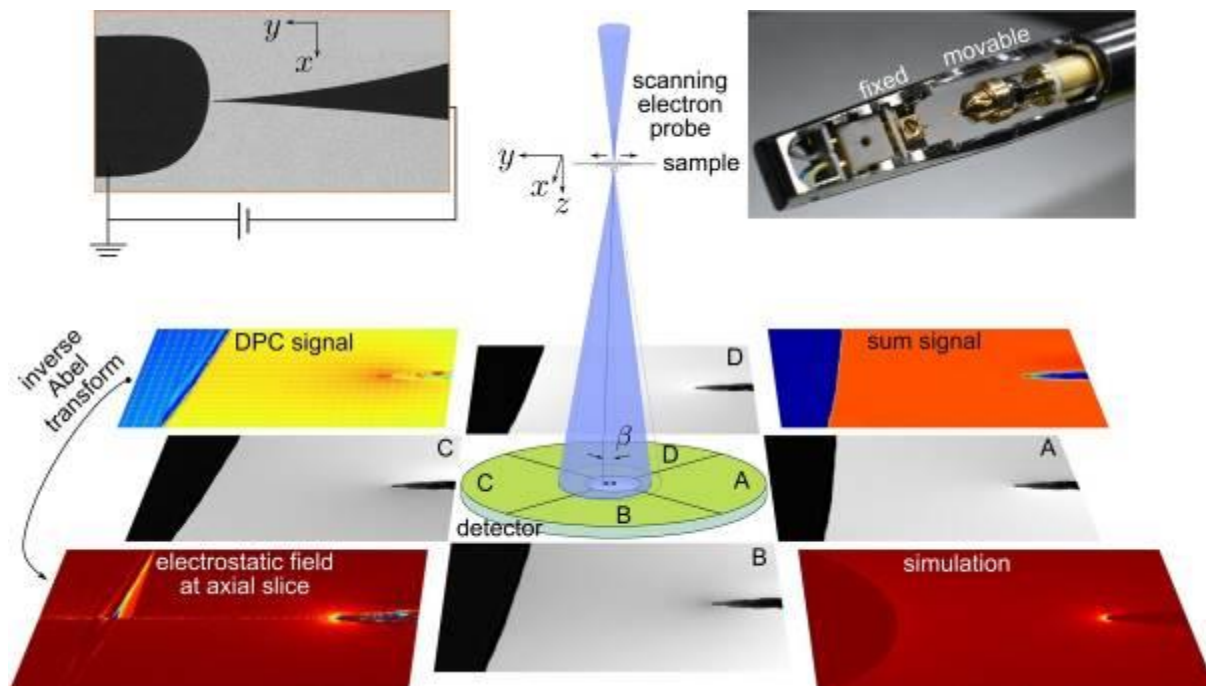 y
x
scanning
electron
probe
y
x
z
sample
fixed
movable
inverse
Abel
transform
DPC signal
D
sum signal
C
β
D
C
A
B
A
detector
electrostatic field
at axial slice
B
simulation